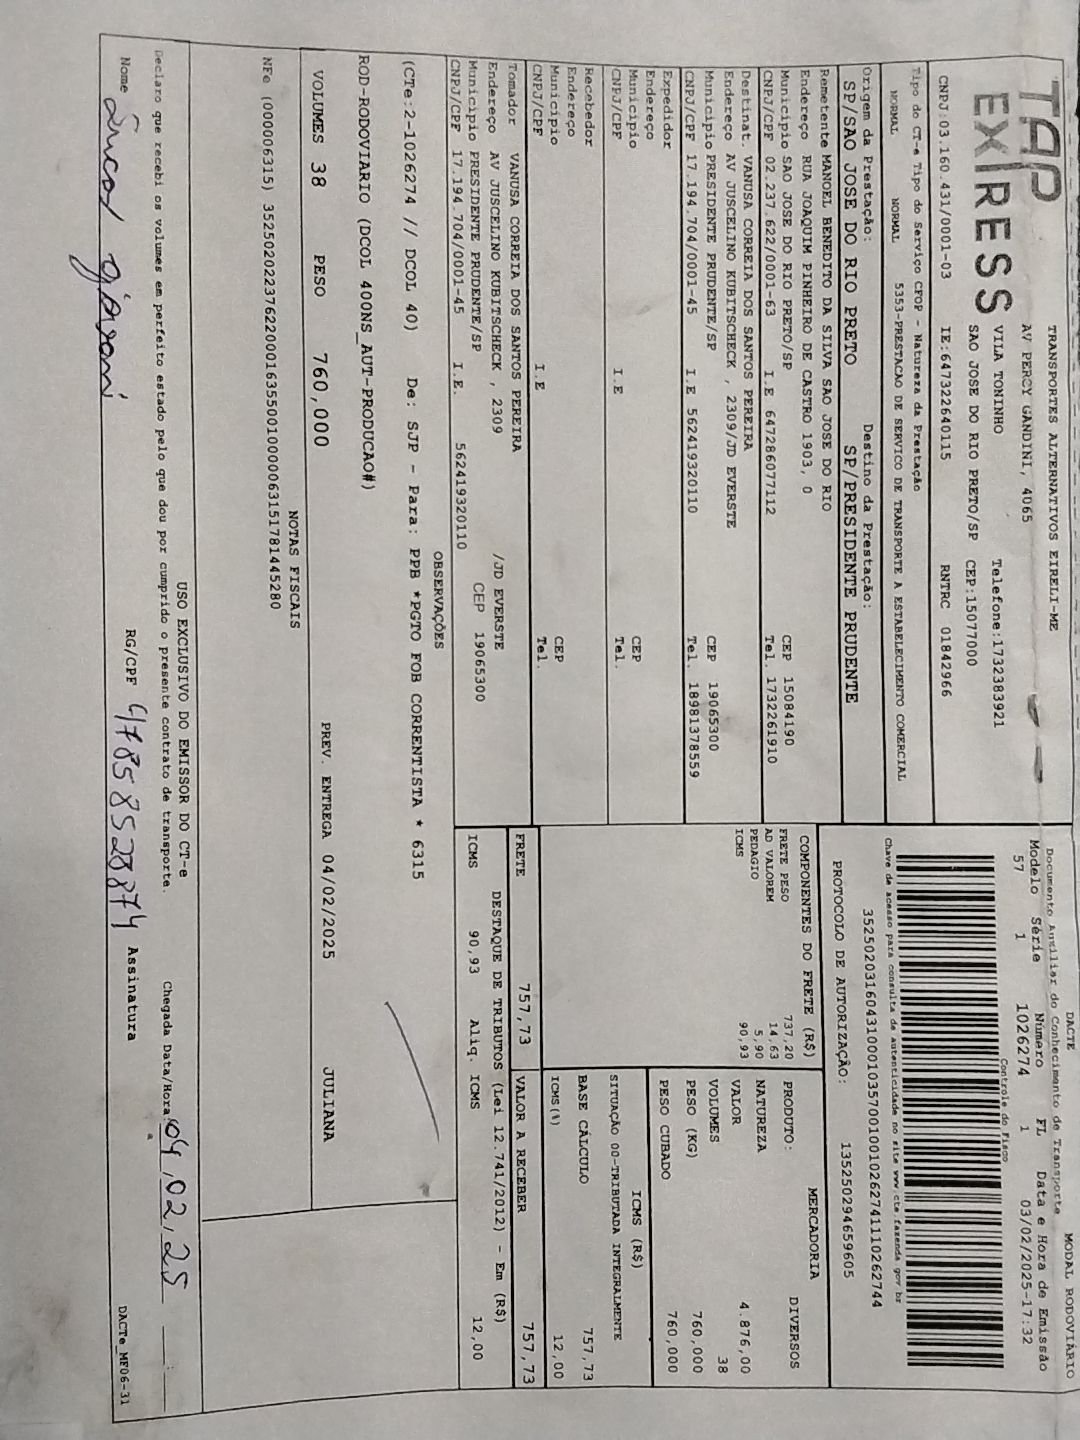 TAP EXPRESS
TRANSPORTES ALTERNATIVOS EIRELI-ME
AV PERCY GANDINI, 4065
VILA TONINHO Telefone:1732383921
SAO JOSE DO RIO PRETO/SP CEP:15077000
CNPJ:03.160.431/0001-03 IE:647322640115 RNTRC 01842966
DACTE MODAL RODOVIÁRIO
Documento Auxiliar do Conhecimento de Transporte
Modelo Série Número FL Data e Hora de Emissão
57 1 1026274 1 03/02/2025-17:32
Controle do Fisco
Chave de acesso para consulta de autenticidade no site www.cte.fazenda.gov.br
35250203160431000103570010010262741110262744
PROTOCOLO DE AUTORIZAÇÃO: 135250294659605
Tipo do CT-e Tipo do Serviço CFOP - Natureza da Prestação
NORMAL NORMAL 5353-PRESTACAO DE SERVICO DE TRANSPORTE A ESTABELECIMENTO COMERCIAL
Origem da Prestação: Destino da Prestação:
SP/SAO JOSE DO RIO PRETO SP/PRESIDENTE PRUDENTE
Remetente MANOEL BENEDITO DA SILVA SAO JOSE DO RIO
Endereço RUA JOAQUIM PINHEIRO DE CASTRO 1903, 0
Município SAO JOSE DO RIO PRETO/SP CEP 15084190
CNPJ/CPF 02.237.622/0001-63 I.E 647286077112 Tel. 1732261910
Destinat. VANUSA CORREIA DOS SANTOS PEREIRA
Endereço AV JUSCELINO KUBITSCHECK , 2309/JD EVERSTE
Município PRESIDENTE PRUDENTE/SP CEP 19065300
CNPJ/CPF 17.194.704/0001-45 I.E 562419320110 Tel. 18981378559
Expedidor
Endereço
Município CEP
CNPJ/CPF I.E Tel.
Recebedor
Endereço
Município CEP
CNPJ/CPF I.E Tel.
Tomador VANUSA CORREIA DOS SANTOS PEREIRA
Endereço AV JUSCELINO KUBITSCHECK , 2309 /JD EVERSTE
Município PRESIDENTE PRUDENTE/SP CEP 19065300
CNPJ/CPF 17.194.704/0001-45 I.E. 562419320110
COMPONENTES DO FRETE (R$)
FRETE PESO 737,20
AD VALOREM 14,63
PEDAGIO 5,90
ICMS 90,93
MERCADORIA
PRODUTO: DIVERSOS
NATUREZA
VALOR 4.876,00
VOLUMES 38
PESO (KG) 760,000
PESO CUBADO 760,000
ICMS (R$)
SITUAÇÃO 00-TRIBUTADA INTEGRALMENTE
BASE CÁLCULO 757,73
ICMS(%) 12,00
FRETE 757,73 VALOR A RECEBER 757,73
DESTAQUE DE TRIBUTOS (Lei 12.741/2012) - Em (R$)
ICMS 90,93 Aliq. ICMS 12,00
OBSERVAÇÕES
(CTe:2-1026274 // DCOL 40) De: SJP - Para: PPB *PGTO FOB CORRENTISTA * 6315
ROD-RODOVIARIO (DCOL 400NS_AUT-PRODUCAO#)
VOLUMES 38 PESO 760,000 PREV. ENTREGA 04/02/2025 JULIANA
NOTAS FISCAIS
NFe (000006315) 35250202237622000163550010000063151781445280
USO EXCLUSIVO DO EMISSOR DO CT-e
Declaro que recebi os volumes em perfeito estado pelo que dou por cumprido o presente contrato de transporte. Chegada Data/Hora: 04/02/25 __:__
Nome Lucas RG/CPF 47858528874 Assinatura
DACTe_MF06-31